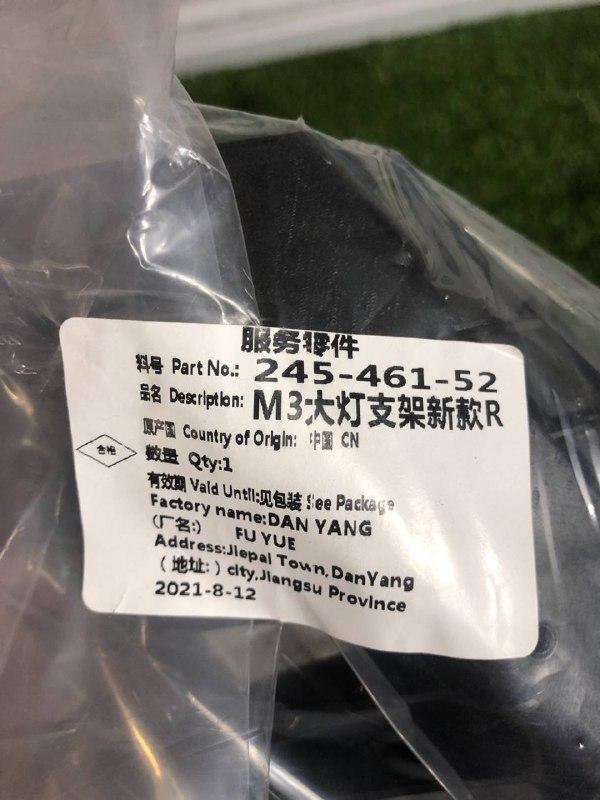 服务零件
料号 Part No.: 245-461-52
品名 Description: M3大灯支架新款R
原产国 Country of Origin: 中国 CN
合格
数量 Qty:1
有效期 Vald Until:见包装 See Package
Factory name:DAN YANG
(厂名:) FU YUE
Address:Jiepai Town,DanYang
(地址:) city,Jiangsu Province
2021-8-12